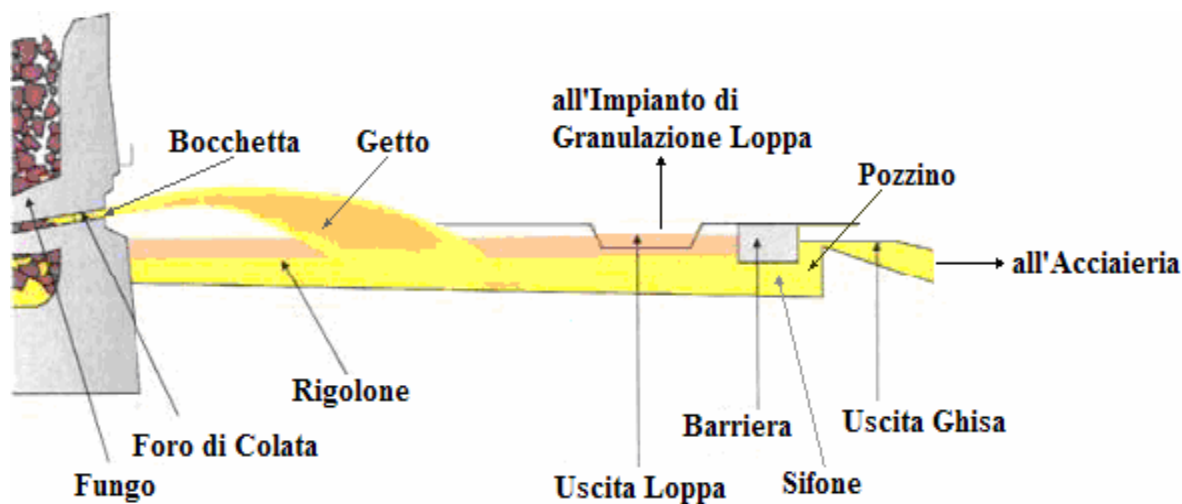 all'Impianto di
Granulazione Loppa
Bocchetta
Getto
Pozzino
all'Acciaieria
Rigolone
Foro di Colata
Fungo
Barriera
Uscita Ghisa
Uscita Loppa
Sifone